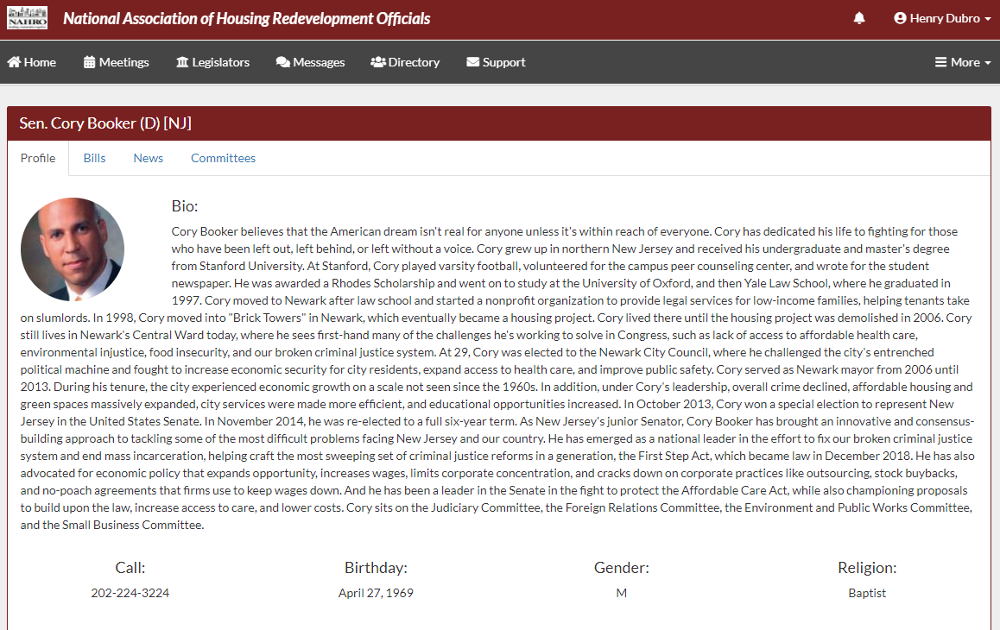 NAHRO
National Association of Housing Redevelopment Officials
Henry Dubro
Home
Meetings
Legislators
Messages
Directory
Support
More
Sen. Cory Booker (D) [NJ]
Profile
Bills
News
Committees
Bio:
Cory Booker believes that the American dream isn't real for anyone unless it's within reach of everyone. Cory has dedicated his life to fighting for those
who have been left out, left behind, or left without a voice. Cory grew up in northern New Jersey and received his undergraduate and master's degree
from Stanford University. At Stanford, Cory played varsity football, volunteered for the campus peer counseling center, and wrote for the student
newspaper. He was awarded a Rhodes Scholarship and went on to study at the University of Oxford, and then Yale Law School, where he graduated in
1997. Cory moved to Newark after law school and started a nonprofit organization to provide legal services for low-income families, helping tenants take
on slumlords. In 1998, Cory moved into "Brick Towers" in Newark, which eventually became a housing project. Cory lived there until the housing project was demolished in 2006. Cory
still lives in Newark's Central Ward today, where he sees first-hand many of the challenges he's working to solve in Congress, such as lack of access to affordable health care,
environmental injustice, food insecurity, and our broken criminal justice system. At 29, Cory was elected to the Newark City Council, where he challenged the city's entrenched
political machine and fought to increase economic security for city residents, expand access to health care, and improve public safety. Cory served as Newark mayor from 2006 until
2013. During his tenure, the city experienced economic growth on a scale not seen since the 1960s. In addition, under Cory's leadership, overall crime declined, affordable housing and
green spaces massively expanded, city services were made more efficient, and educational opportunities increased. In October 2013, Cory won a special election to represent New
Jersey in the United States Senate. In November 2014, he was re-elected to a full six-year term. As New Jersey's junior Senator, Cory Booker has brought an innovative and consensus-
building approach to tackling some of the most difficult problems facing New Jersey and our country. He has emerged as a national leader in the effort to fix our broken criminal justice
system and end mass incarceration, helping craft the most sweeping set of criminal justice reforms in a generation, the First Step Act, which became law in December 2018. He has also
advocated for economic policy that expands opportunity, increases wages, limits corporate concentration, and cracks down on corporate practices like outsourcing, stock buybacks,
and no-poach agreements that firms use to keep wages down. And he has been a leader in the Senate in the fight to protect the Affordable Care Act, while also championing proposals
to build upon the law, increase access to care, and lower costs. Cory sits on the Judiciary Committee, the Foreign Relations Committee, the Environment and Public Works Committee,
and the Small Business Committee.
Call:
202-224-3224
Birthday:
April 27, 1969
Gender:
M
Religion:
Baptist